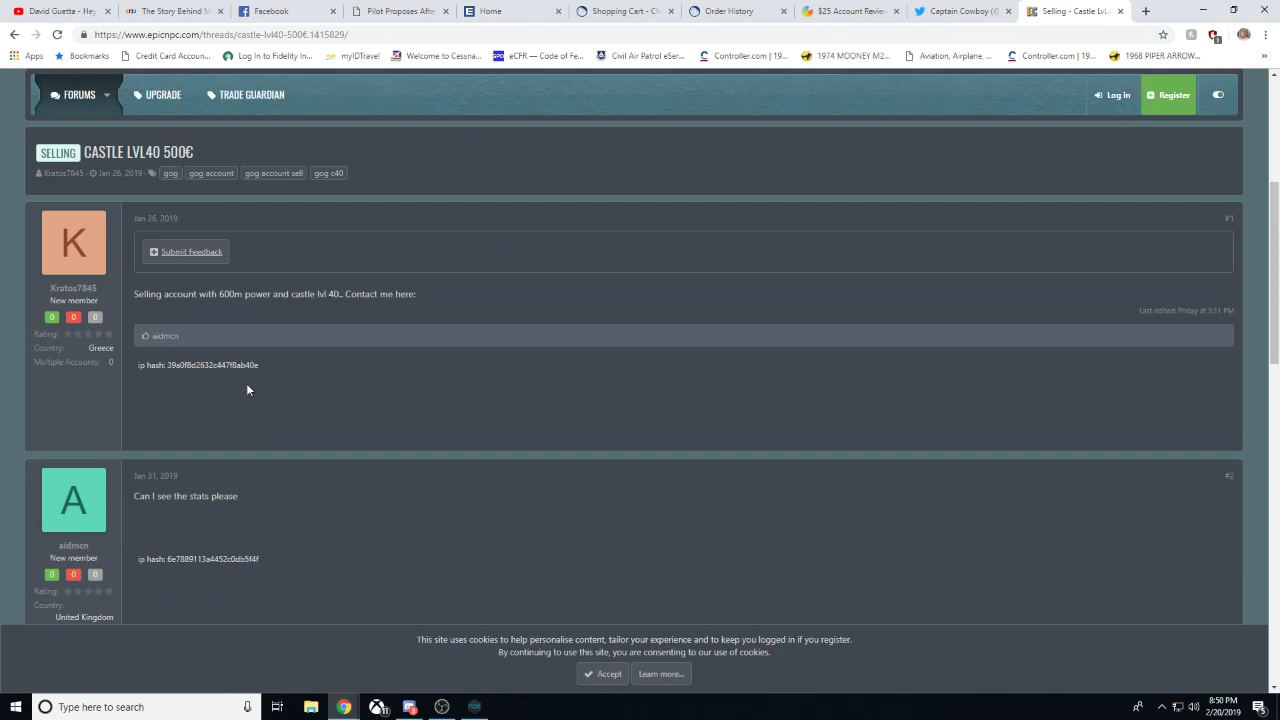 David Guetta - Hey
The Story Behind M
Facebook
Pilot Proposes Afte
Home
Shopping Cart - Ch
Order History
$25 Account Revie
Captain Cowboy (@
Selling - Castle LvL4
https://www.epicnpc.com/threads/castle-lvl40-500€.1415829/
Apps
Bookmarks
Credit Card Accoun...
Log In to Fidelity In...
myIDTravel
Welcome to Cessna...
eCFR — Code of Fe...
Civil Air Patrol eSer...
Controller.com | 19...
1974 MOONEY M2...
Aviation, Airplane, ...
Controller.com | 19...
1968 PIPER ARROW...
FORUMS
UPGRADE
TRADE GUARDIAN
Log in
Register
SELLING CASTLE LVL40 500€
Kratos7845 · Jan 26, 2019 · gog gog account gog account sell gog c40
Jan 26, 2019
#1
K
Submit Feedback
Kratos7845
New member
0 0 0
Rating:
Country: Greece
Multiple Accounts: 0
Selling account with 600m power and castle lvl 40.. Contact me here:
Last edited: Friday at 3:11 PM
aidmcn
ip hash: 39a0f8d2632c447f8ab40e
Jan 31, 2019
#2
A
Can I see the stats please
aidmcn
New member
0 0 0
Rating:
Country:
United Kingdom
ip hash: 6e7889113a4452c0db5f4f
This site uses cookies to help personalise content, tailor your experience and to keep you logged in if you register.
By continuing to use this site, you are consenting to our use of cookies.
Accept
Learn more...
Type here to search
8:50 PM
2/20/2019